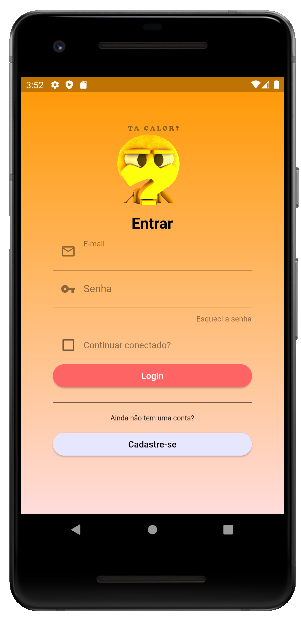 3:52
TA CALOR?
Entrar
E-mail
Senha
Esqueci a senha
Continuar conectado?
Login
Ainda não tem uma conta?
Cadastre-se